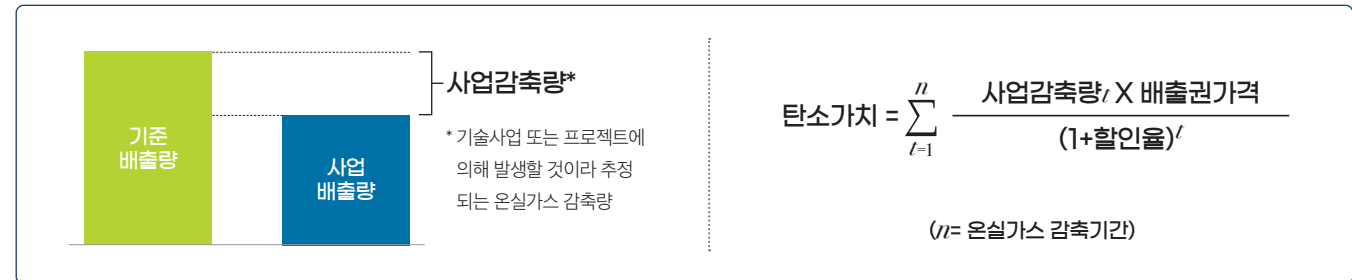 기준
배출량
사업
배출량
사업감축량*
* 기술사업 또는 프로젝트에
의해 발생할 것이라 추정
되는 온실가스 감축량
탄소가치 = n ∑ t=1 사업감축량t X 배출권가격
(1+할인율)t
(n= 온실가스 감축기간)